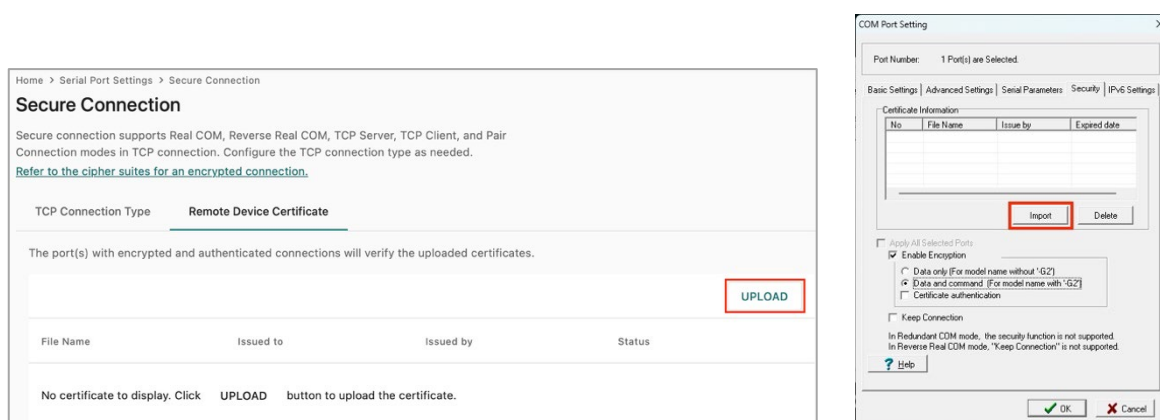 Home > Serial Port Settings > Secure Connection
Secure Connection
Secure connection supports Real COM, Reverse Real COM, TCP Server, TCP Client, and Pair
Connection modes in TCP connection. Configure the TCP connection type as needed.
Refer to the cipher suites for an encrypted connection.
TCP Connection Type Remote Device Certificate
The port(s) with encrypted and authenticated connections will verify the uploaded certificates.
UPLOAD
File Name Issued to Issued by Status
No certificate to display. Click UPLOAD button to upload the certificate.
COM Port Setting
Port Number: 1 Port(s) are Selected.
Basic Settings Advanced Settings Serial Parameters Security IPv6 Settings
Certificate Information
No File Name Issue by Expired date
Import Delete
Apply All Selected Ports
Enable Encryption
Data only (For model name without '-G2')
Data and command (For model name with '-G2')
Certificate authentication
Keep Connection
In Redundant COM mode, the security function is not supported.
In Reverse Real COM mode, "Keep Connection" is not supported.
? Help
OK Cancel